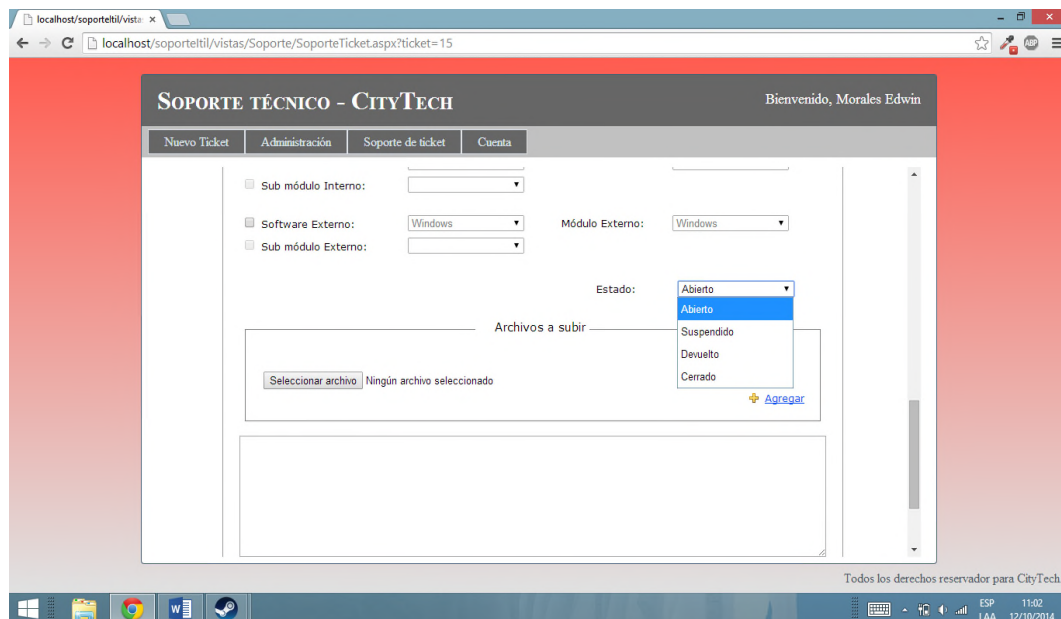 localhost/soporteltil/vista
localhost/soporteltil/vistas/Soporte/SoporteTicket.aspx?ticket=15
ABP
SOPORTE TÉCNICO - CITYTECH
Bienvenido, Morales Edwin
Nuevo Ticket Administración Soporte de ticket Cuenta
Sub módulo Interno:
Software Externo: Windows Módulo Externo: Windows
Sub módulo Externo:
Estado: Abierto
Abierto
Suspendido
Devuelto
Cerrado
Archivos a subir
Seleccionar archivo Ningún archivo seleccionado
Agregar
Todos los derechos reservador para CityTech
ESP 11:02
LAA 12/10/2014